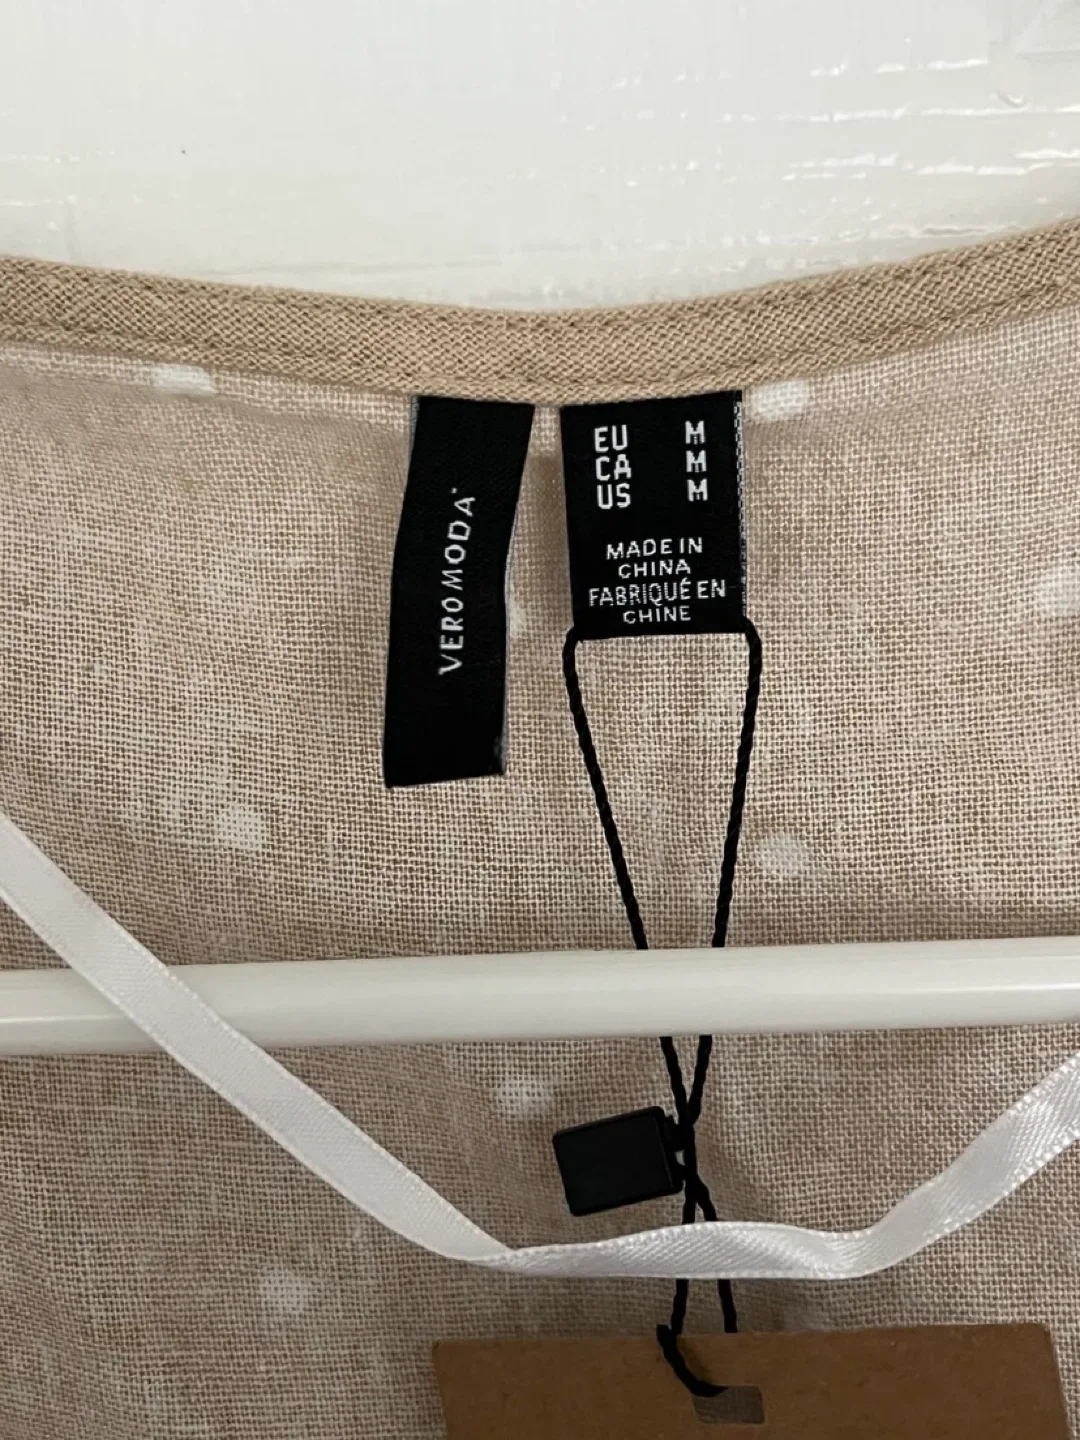 VERO MODA
EU M
CA M
US M
MADE IN
CHINA
FABRIQUÉ EN
CHINE